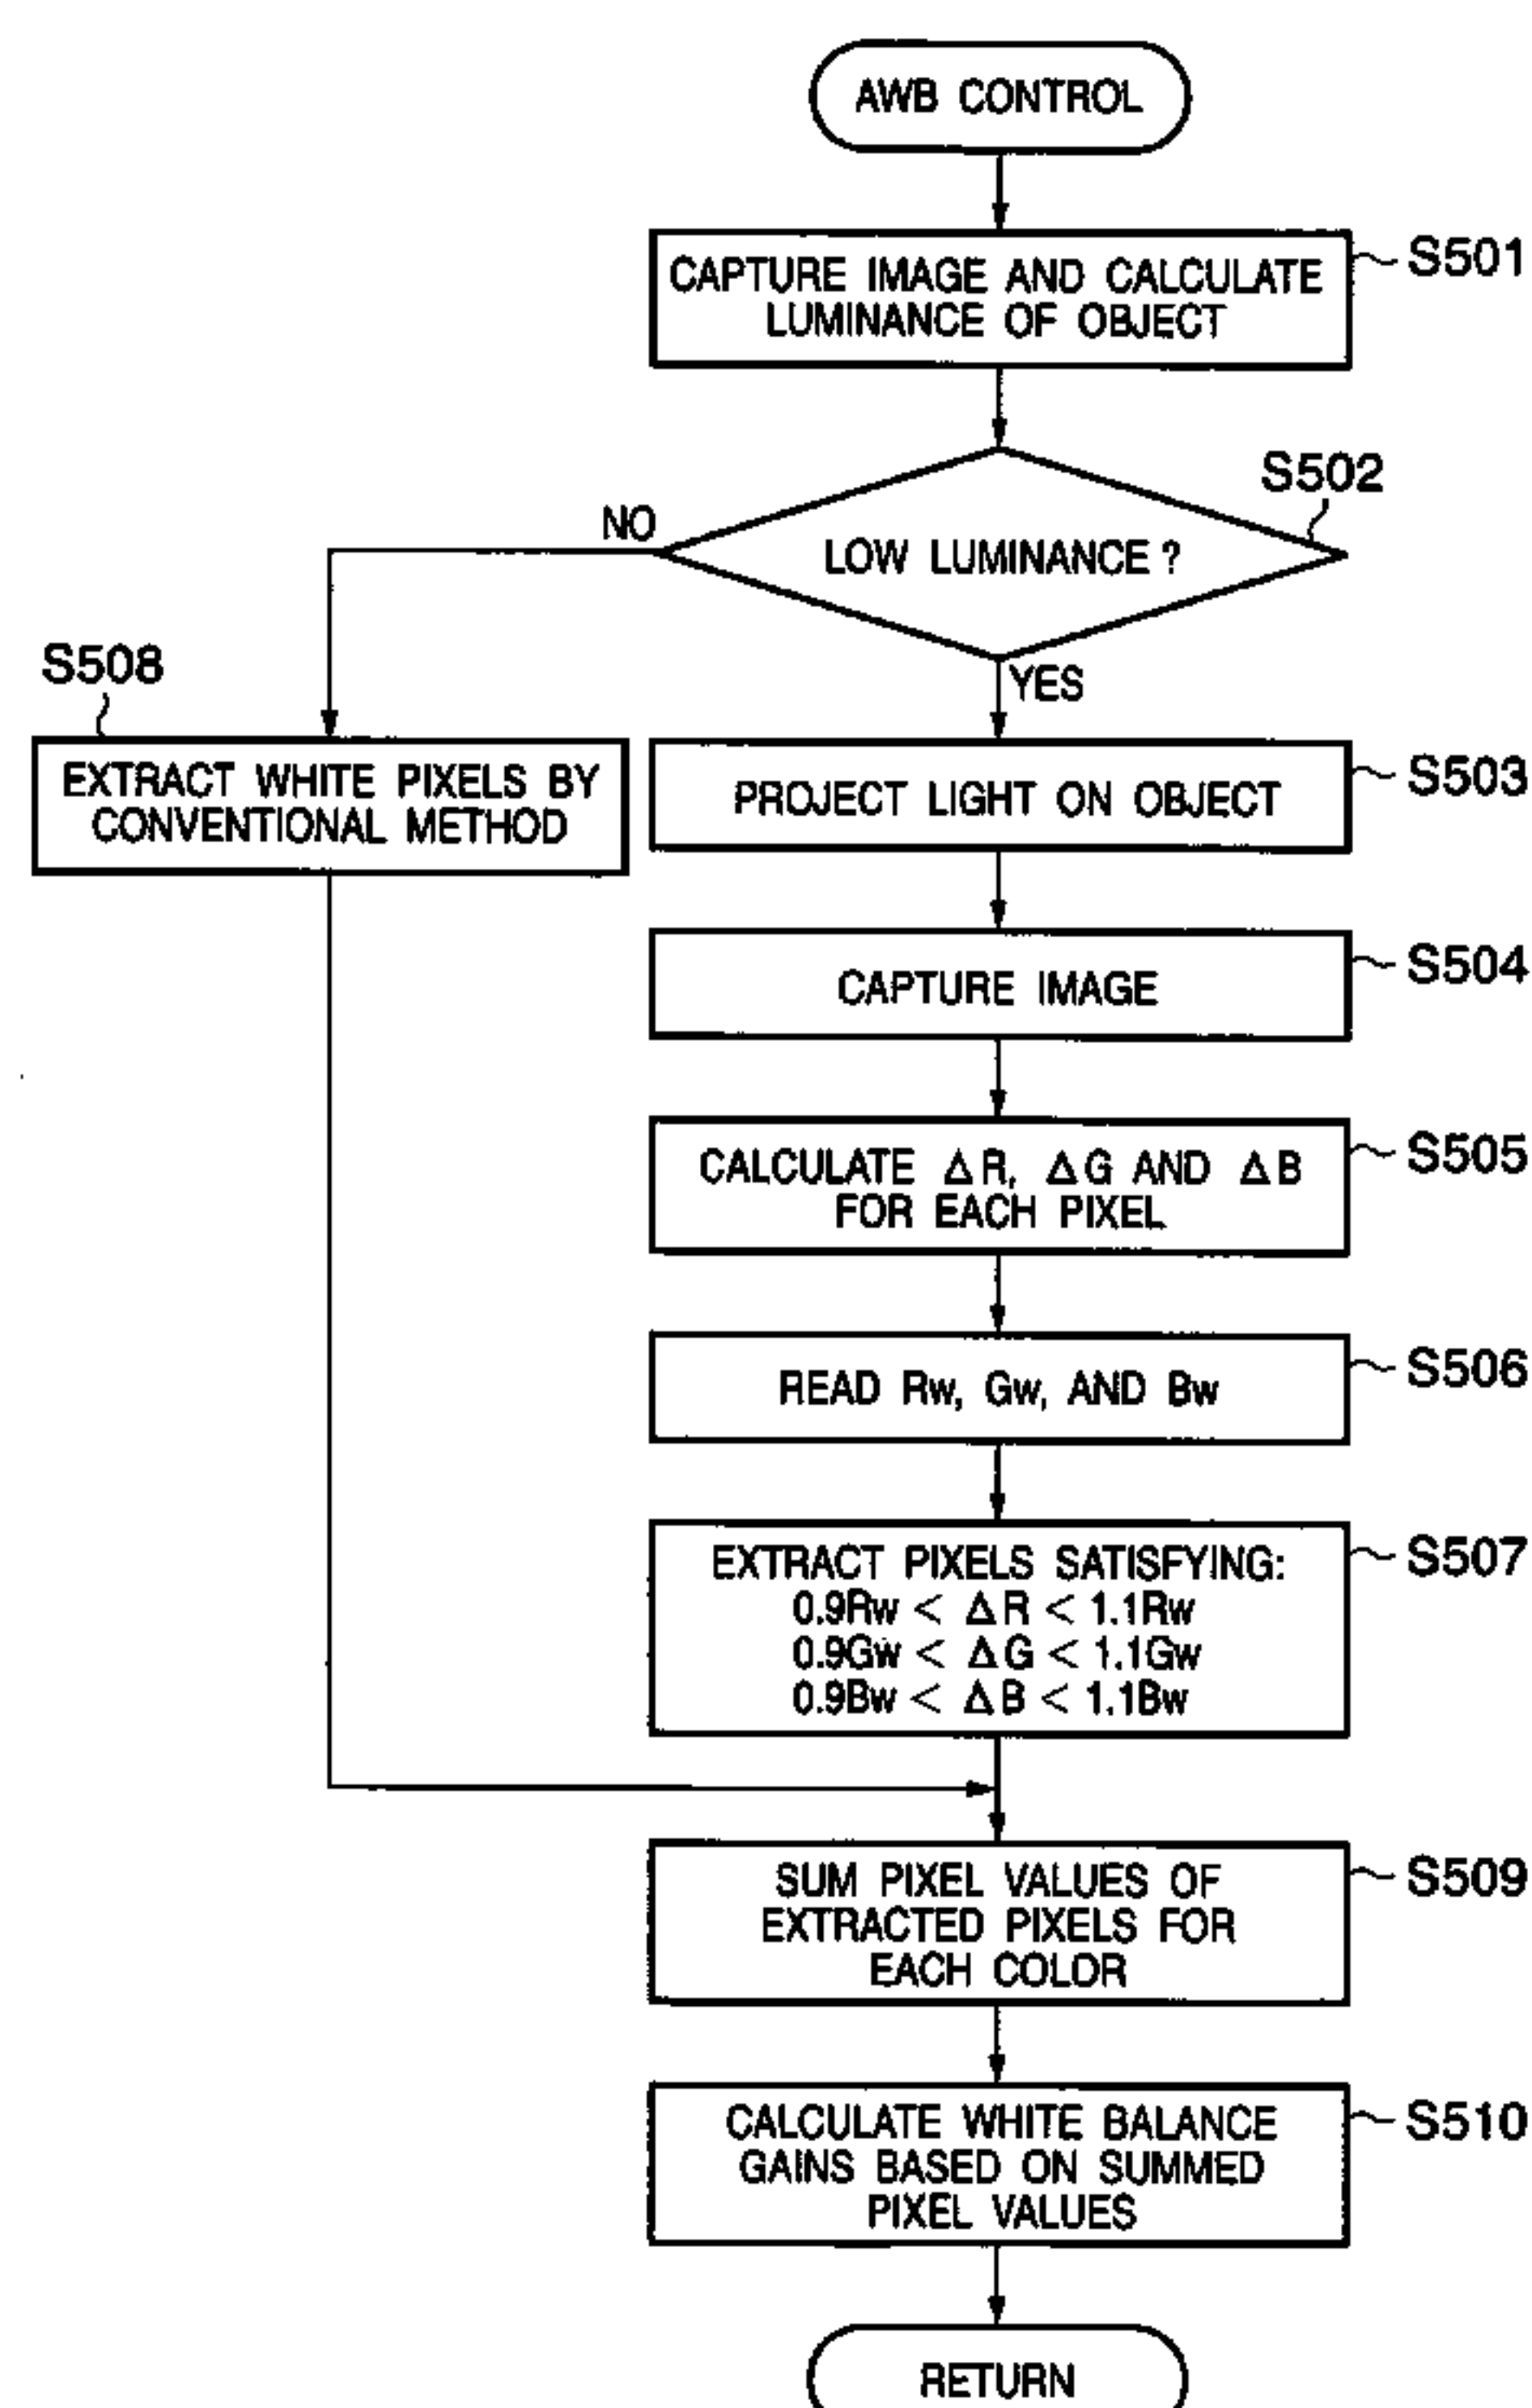 AWB CONTROL
CAPTURE IMAGE AND CALCULATE
LUMINANCE OF OBJECT
S501
S502
LOW LUMINANCE ?
NO
YES
S508
EXTRACT WHITE PIXELS BY
CONVENTIONAL METHOD
PROJECT LIGHT ON OBJECT
S503
CAPTURE IMAGE
S504
CALCULATE ΔR, ΔG AND ΔB
FOR EACH PIXEL
S505
READ Rw, Gw, AND Bw
S506
EXTRACT PIXELS SATISFYING:
0.9Rw < ΔR < 1.1Rw
0.9Gw < ΔG < 1.1Gw
0.9Bw < ΔB < 1.1Bw
S507
SUM PIXEL VALUES OF
EXTRACTED PIXELS FOR
EACH COLOR
S509
CALCULATE WHITE BALANCE
GAINS BASED ON SUMMED
PIXEL VALUES
S510
RETURN